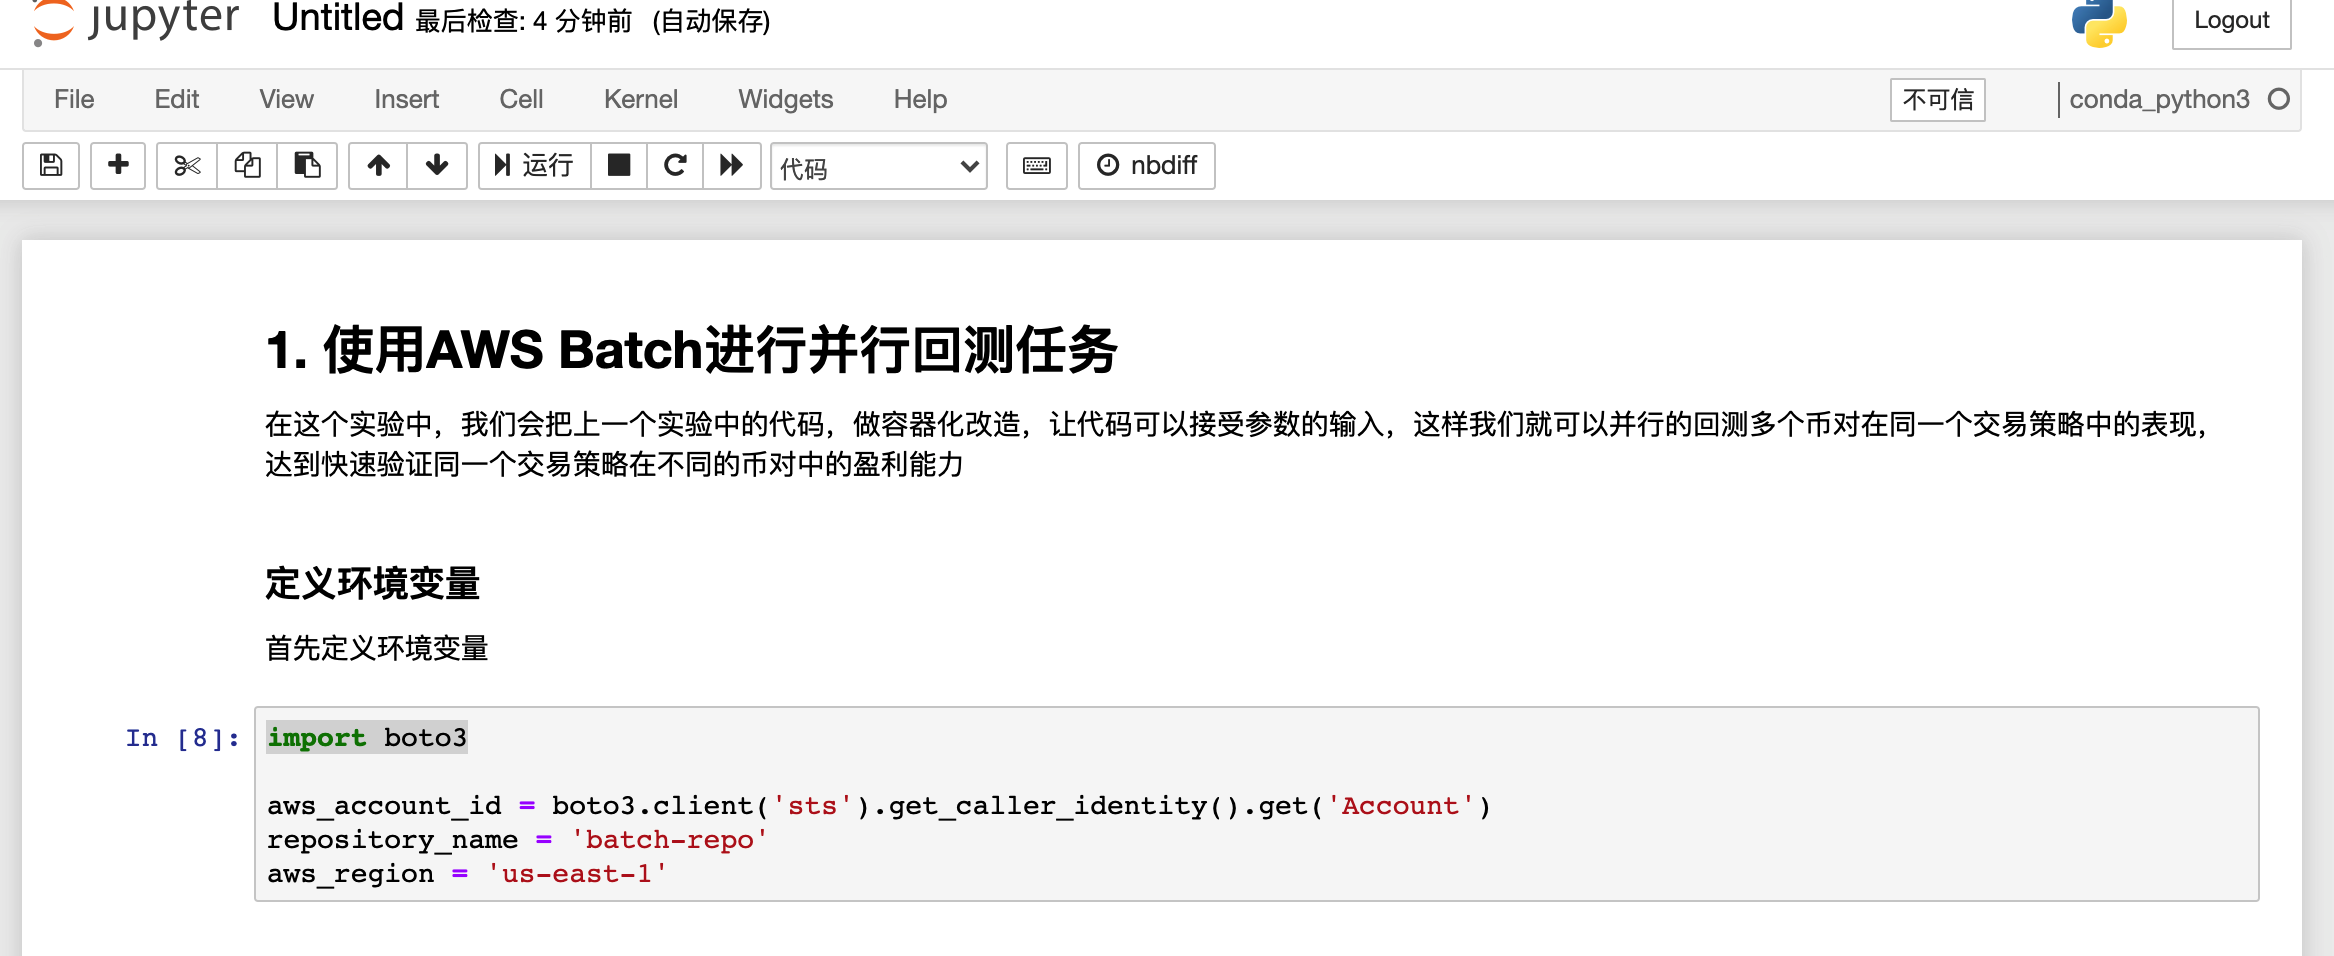 jupyter Untitled 最后检查: 4 分钟前 (自动保存) Logout
File Edit View Insert Cell Kernel Widgets Help 不可信 conda_python3
运行 代码 nbdiff
1. 使用AWS Batch进行并行回测任务
在这个实验中，我们会把上一个实验中的代码，做容器化改造，让代码可以接受参数的输入，这样我们就可以并行的回测多个币对在同一个交易策略中的表现，
达到快速验证同一个交易策略在不同的币对中的盈利能力
定义环境变量
首先定义环境变量
In [8]: import boto3
aws_account_id = boto3.client('sts').get_caller_identity().get('Account')
repository_name = 'batch-repo'
aws_region = 'us-east-1'